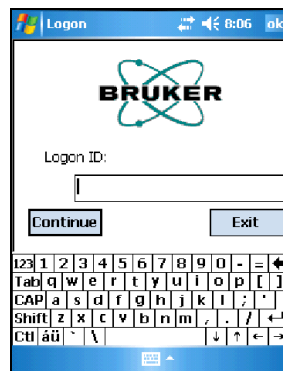 Logon 8:06 ok
BRUKER
Logon ID:
Continue Exit
123 1 2 3 4 5 6 7 8 9 0 - =
Tab q w e r t y u i o p [ ]
CAP a s d f g h j k l ; '
Shift z x c v b n m , . /
Ctl áü ` \